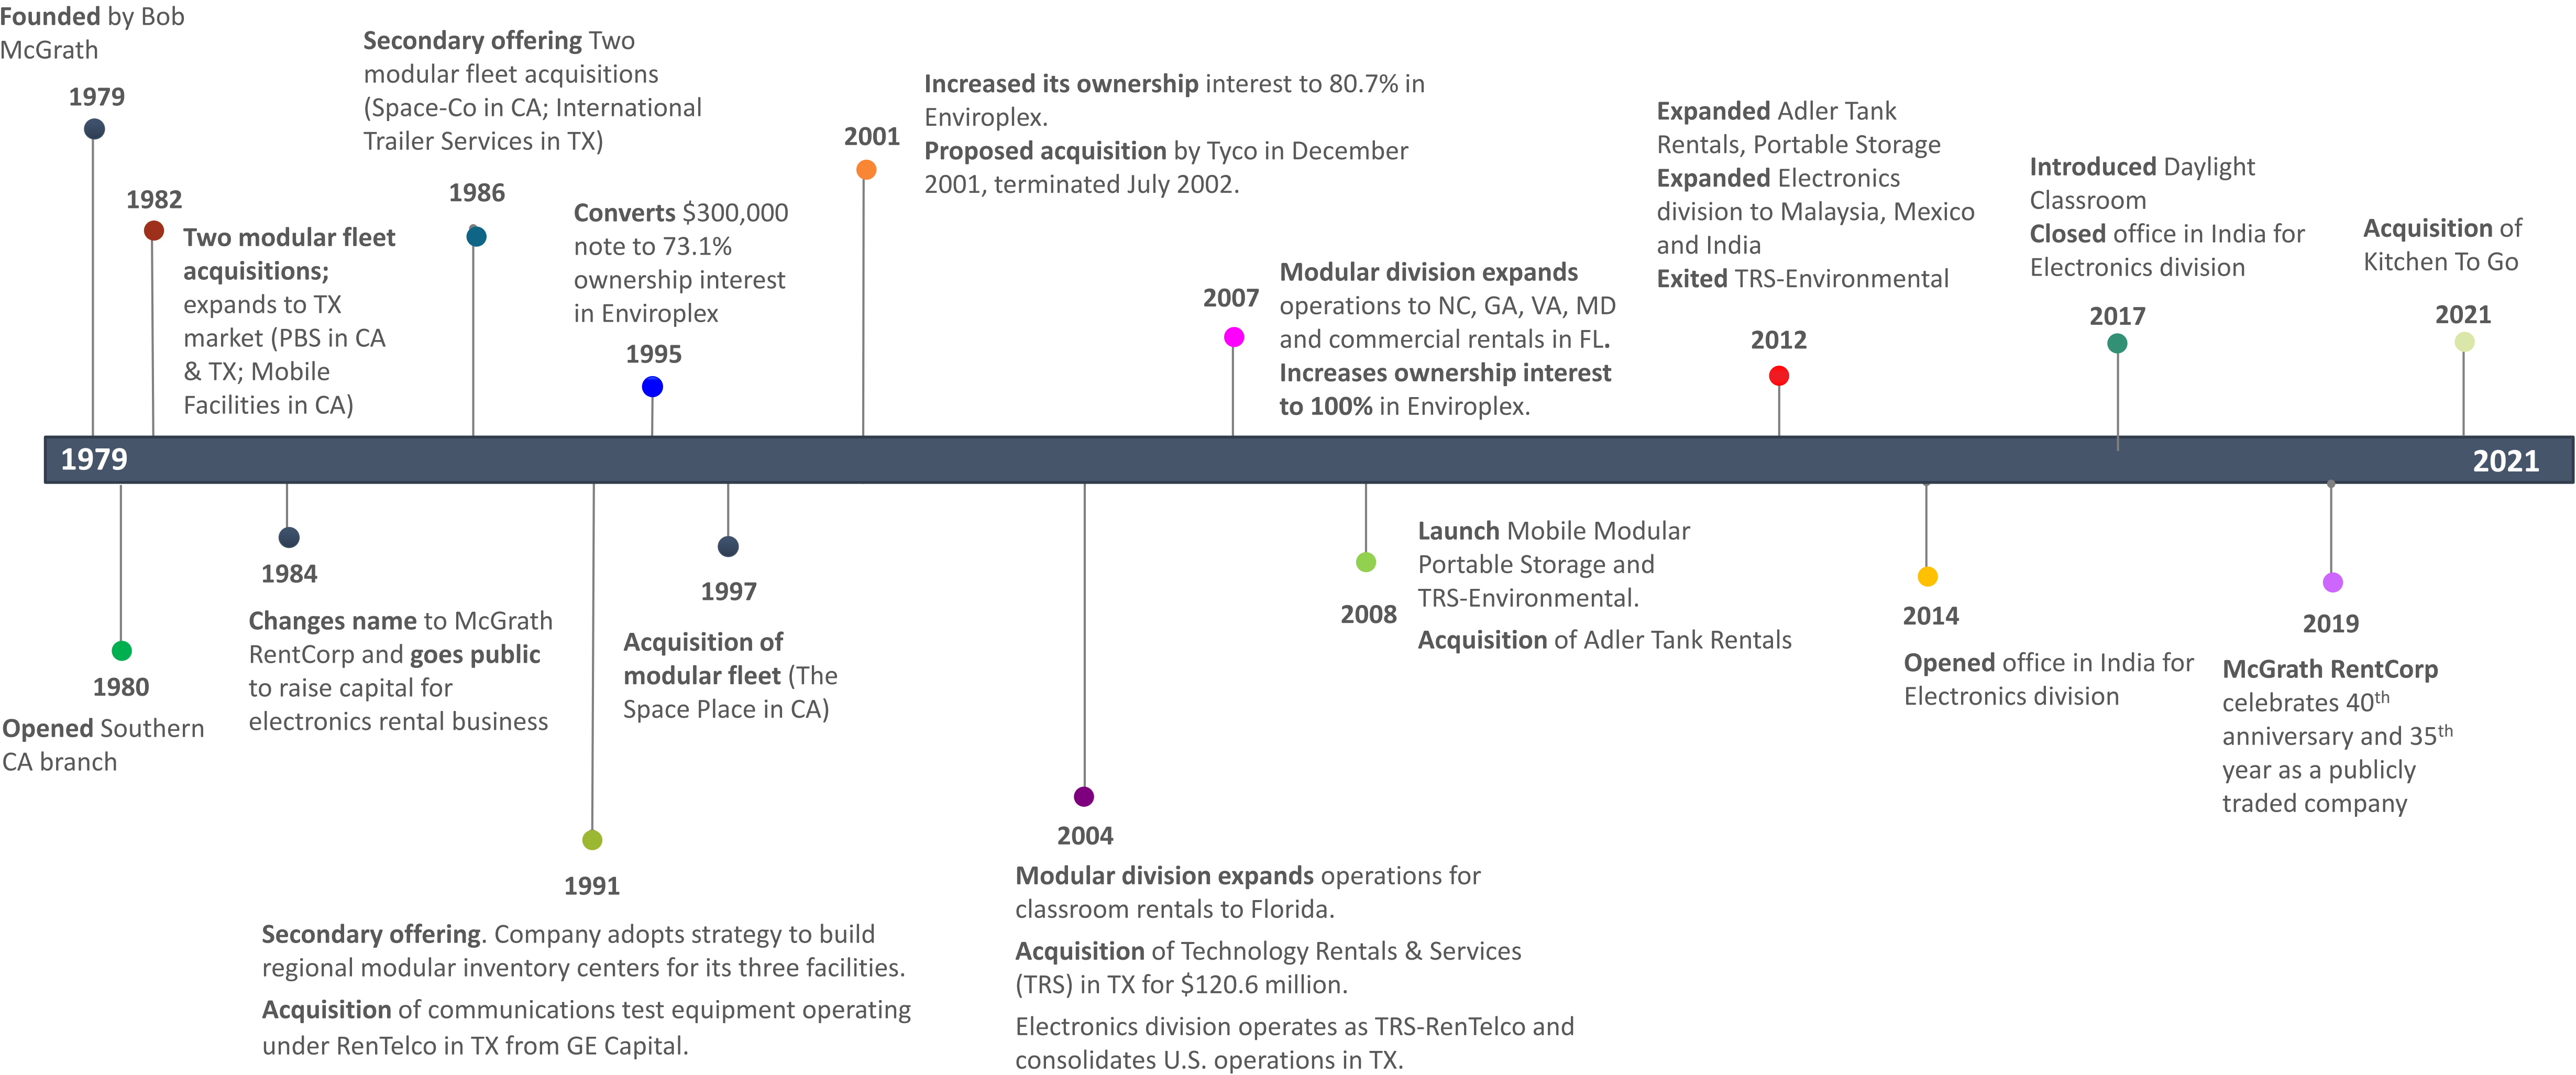 Founded by Bob
McGrath
1979
1982
Two modular fleet
acquisitions;
expands to TX
market (PBS in CA
& TX; Mobile
Facilities in CA)
Secondary offering Two
modular fleet acquisitions
(Space-Co in CA; International
Trailer Services in TX)
1986
Converts $300,000
note to 73.1%
ownership interest
in Enviroplex
1995
2001
Increased its ownership interest to 80.7% in
Enviroplex.
Proposed acquisition by Tyco in December
2001, terminated July 2002.
2007
Modular division expands
operations to NC, GA, VA, MD
and commercial rentals in FL.
Increases ownership interest
to 100% in Enviroplex.
Expanded Adler Tank
Rentals, Portable Storage
Expanded Electronics
division to Malaysia, Mexico
and India
Exited TRS-Environmental
2012
Introduced Daylight
Classroom
Closed office in India for
Electronics division
2017
Acquisition of
Kitchen To Go
2021
1979
2021
1980
Opened Southern
CA branch
1984
Changes name to McGrath
RentCorp and goes public
to raise capital for
electronics rental business
1991
Secondary offering. Company adopts strategy to build
regional modular inventory centers for its three facilities.
Acquisition of communications test equipment operating
under RenTelco in TX from GE Capital.
1997
Acquisition of
modular fleet (The
Space Place in CA)
2004
Modular division expands operations for
classroom rentals to Florida.
Acquisition of Technology Rentals & Services
(TRS) in TX for $120.6 million.
Electronics division operates as TRS-RenTelco and
consolidates U.S. operations in TX.
2008
Launch Mobile Modular
Portable Storage and
TRS-Environmental.
Acquisition of Adler Tank Rentals
2014
Opened office in India for
Electronics division
2019
McGrath RentCorp
celebrates 40th
anniversary and 35th
year as a publicly
traded company